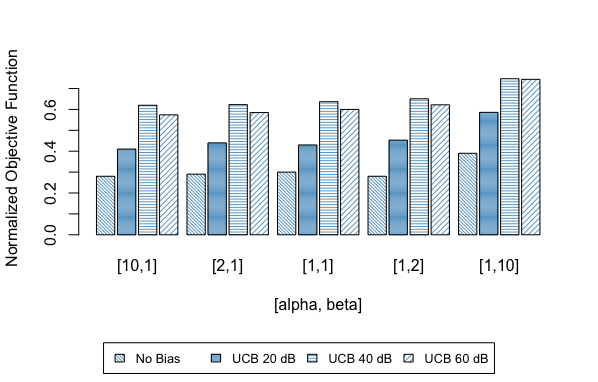 Normalized Objective Function
0.0 0.2 0.4 0.6
[10,1] [2,1] [1,1] [1,2] [1,10]
[alpha, beta]
No Bias UCB 20 dB UCB 40 dB UCB 60 dB